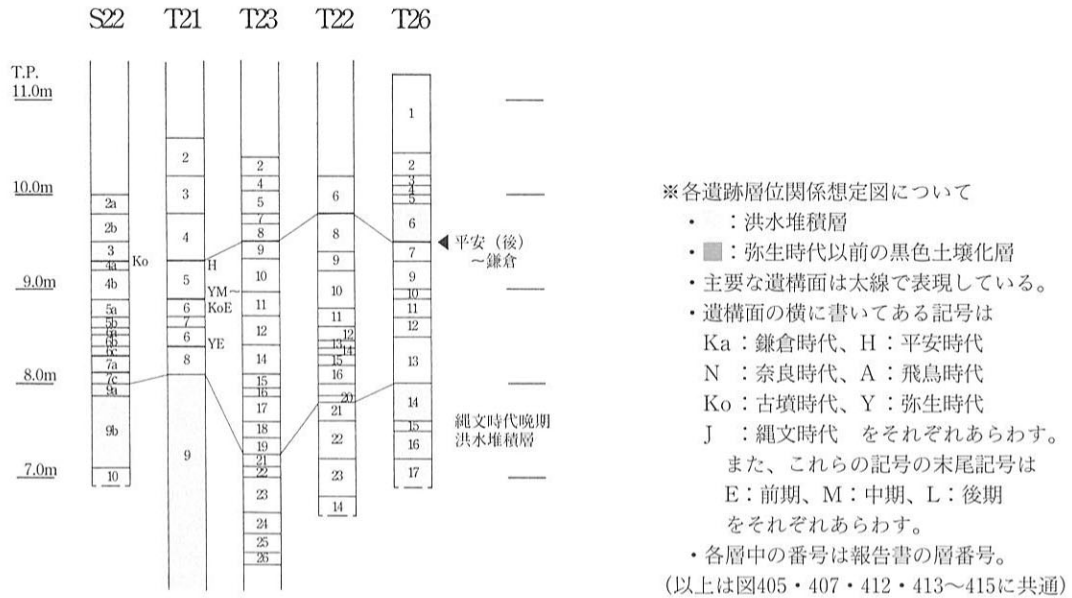 S22 T21 T23 T22 T26
T.P.
11.0m
10.0m
9.0m
8.0m
7.0m
2a
2b
3
4a
4b
5a
5b
6a
6b
6c
7a
7c
9a
9b
10
Ko
2
3
4
5
6
7
6
8
9
H
YM～
KoE
YE
2
4
5
7
8
9
10
11
12
14
15
16
17
18
19
21
22
23
24
25
26
6
8
9
10
11
12
13
14
15
16
20
21
22
23
14
1
2
3
4
5
6
7
9
10
11
12
13
14
15
16
17
◀ 平安（後）
～鎌倉
縄文時代晩期
洪水堆積層
※各遺跡層位関係想定図について
・　：洪水堆積層
・■：弥生時代以前の黒色土壌化層
・主要な遺構面は太線で表現している。
・遺構面の横に書いてある記号は
Ka：鎌倉時代、H：平安時代
N ：奈良時代、A：飛鳥時代
Ko：古墳時代、Y：弥生時代
J ：縄文時代　をそれぞれあらわす。
また、これらの記号の末尾記号は
E：前期、M：中期、L：後期
をそれぞれあらわす。
・各層中の番号は報告書の層番号。
(以上は図405・407・412・413～415に共通)